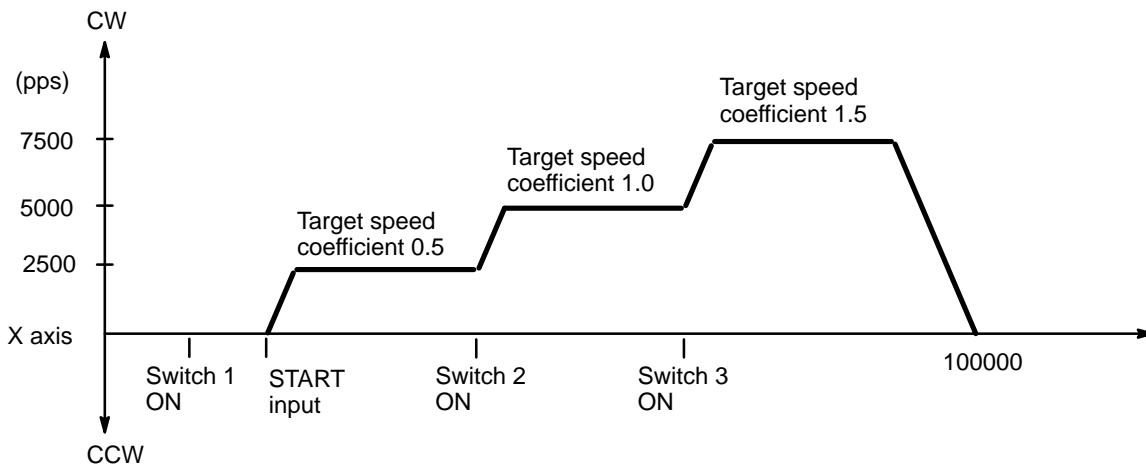 CW
(pps)
Target speed
coefficient 1.5
7500
Target speed
coefficient 1.0
5000
Target speed
coefficient 0.5
2500
X axis
100000
Switch 1
ON
START
input
Switch 2
ON
Switch 3
ON
CCW